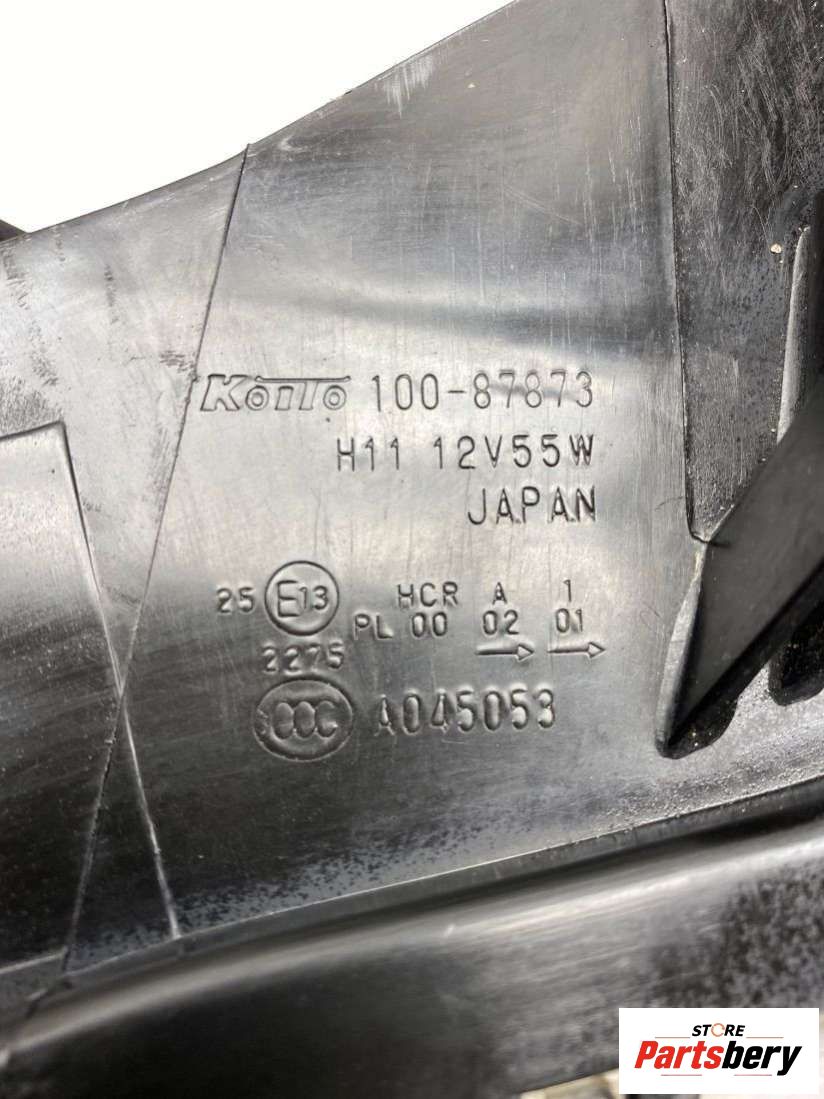 KOITO 100-87873
H11 12V55W
JAPAN
25 E13 HCR A 1
PL 00 02 01
2275 → →
CCC A045053
STORE
Partsbery